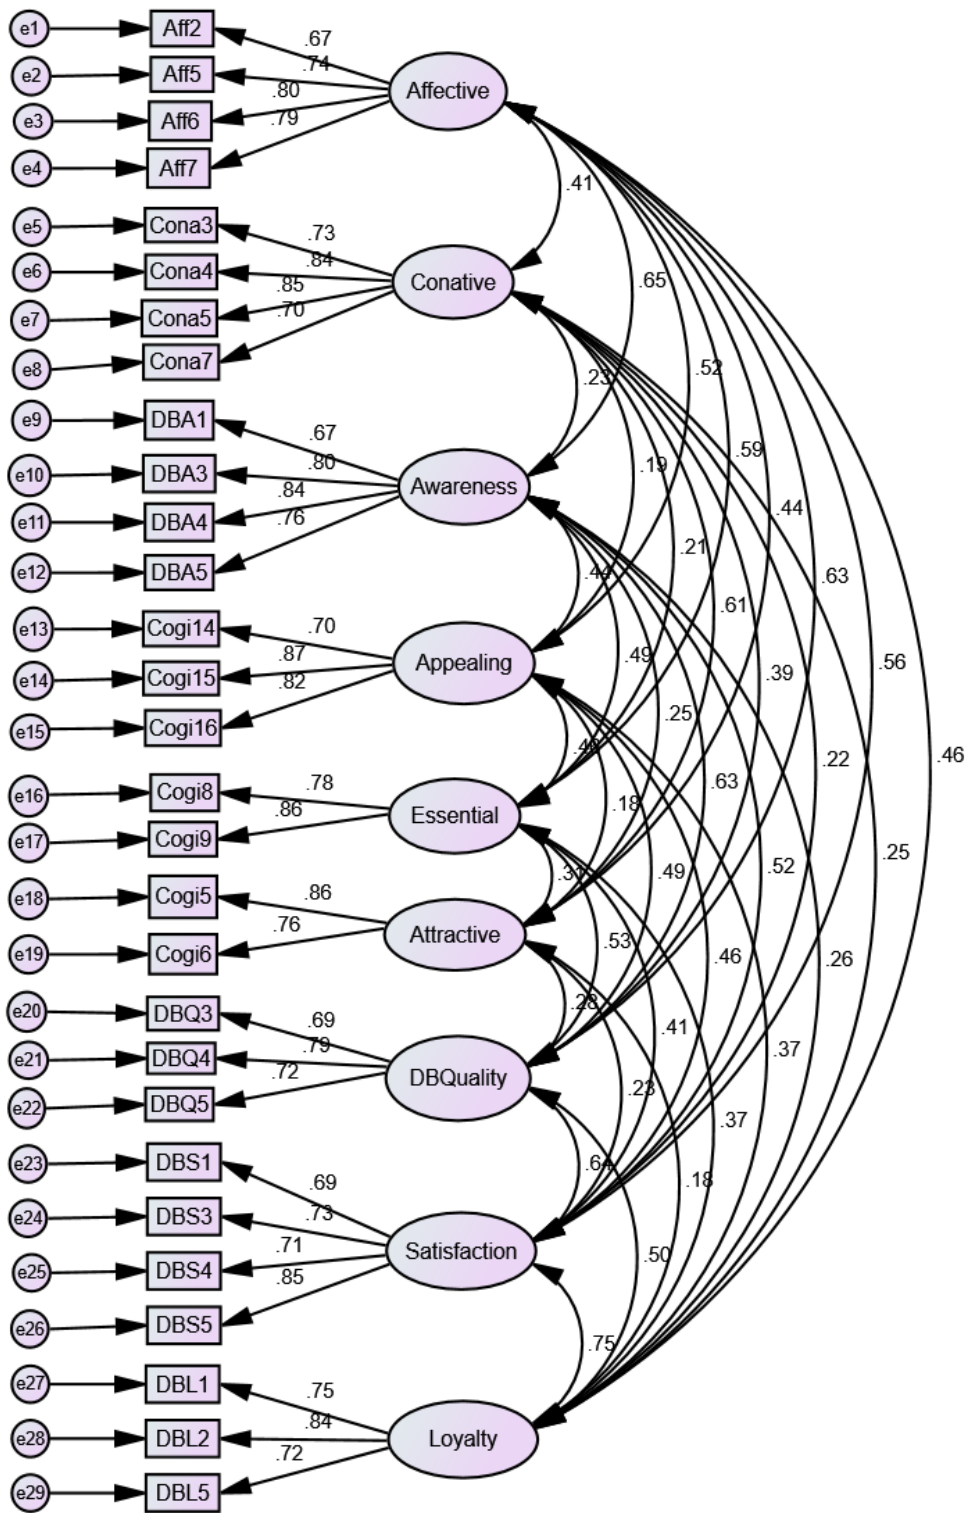 e1 Aff2 .67
e2 Aff5 .74
Affective
e3 Aff6 .80
e4 Aff7 .79
.41
e5 Cona3 .73
e6 Cona4 .84
Conative .65
e7 Cona5 .85
e8 Cona7 .70
.23 .52
e9 DBA1 .67
.19 .59
e10 DBA3 .80
Awareness
e11 DBA4 .84
.44
e12 DBA5 .76
.21
.44 .63
.61
e13 Cogi14 .70
.49 .39 .56
e14 Cogi15 .87
Appealing
e15 Cogi16 .82
.25
.22 .46
e16 Cogi8 .78
.63
.18
Essential
e17 Cogi9 .86
.25
.31 .49 .52
e18 Cogi5 .86
Attractive
e19 Cogi6 .76
.53 .46 .26
e20 DBQ3 .69
.28 .41
e21 DBQ4 .79
.37
DBQuality
e22 DBQ5 .72
.23 .37
e23 DBS1 .69
.64 .18
e24 DBS3 .73
Satisfaction .50
e25 DBS4 .71
e26 DBS5 .85
.75
e27 DBL1 .75
e28 DBL2 .84
Loyalty
e29 DBL5 .72